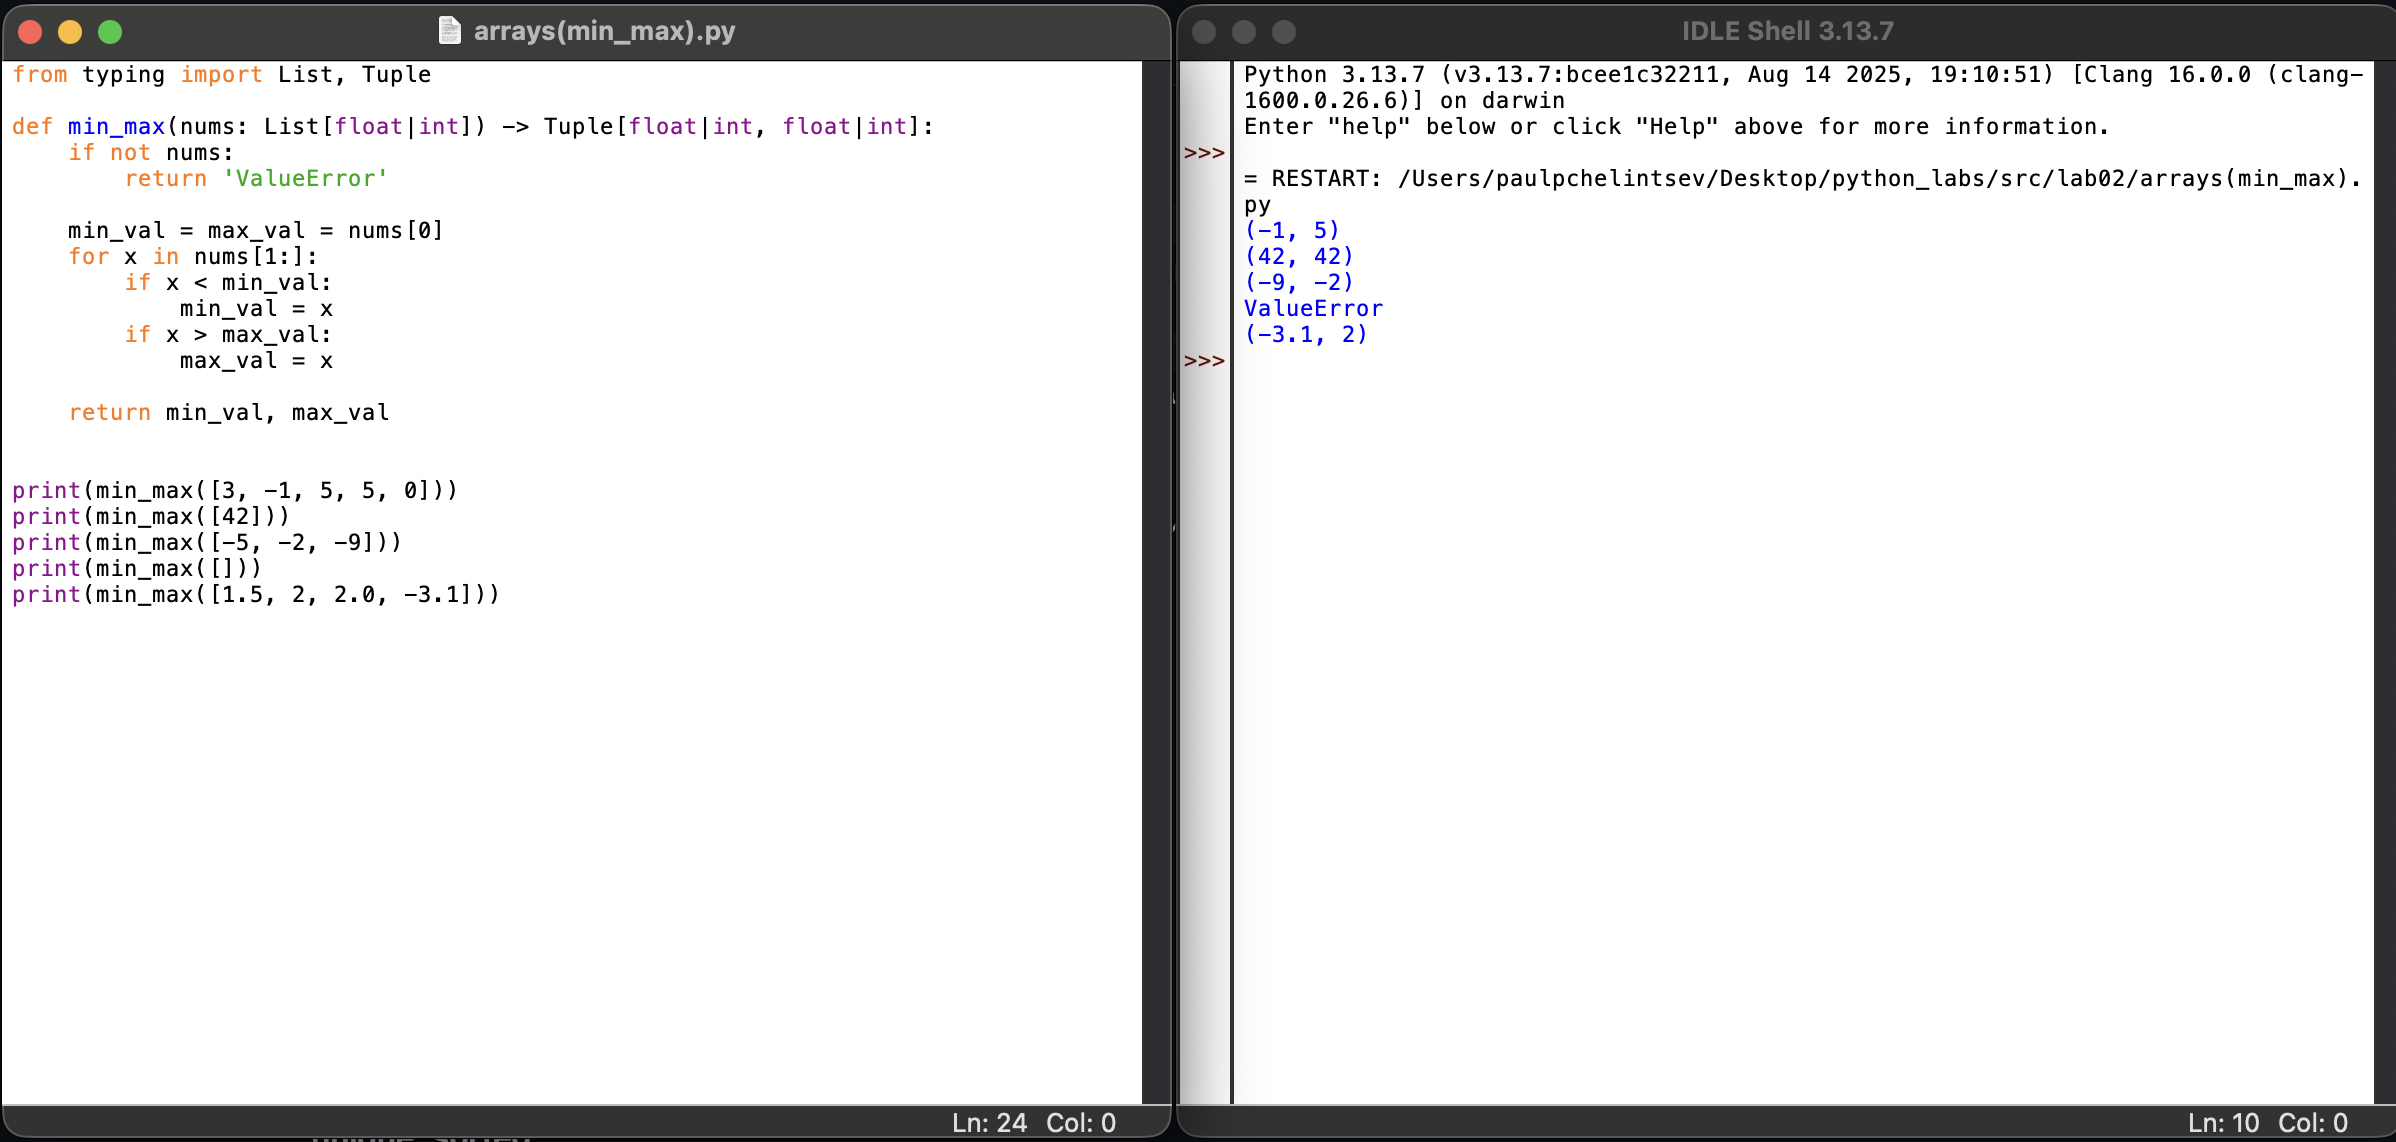 arrays(min_max).py
from typing import List, Tuple
def min_max(nums: List[float|int]) -> Tuple[float|int, float|int]:
    if not nums:
        return 'ValueError'
    min_val = max_val = nums[0]
    for x in nums[1:]:
        if x < min_val:
            min_val = x
        if x > max_val:
            max_val = x
    return min_val, max_val
print(min_max([3, -1, 5, 5, 0]))
print(min_max([42]))
print(min_max([-5, -2, -9]))
print(min_max([]))
print(min_max([1.5, 2, 2.0, -3.1]))
Ln: 24 Col: 0
IDLE Shell 3.13.7
Python 3.13.7 (v3.13.7:bcee1c32211, Aug 14 2025, 19:10:51) [Clang 16.0.0 (clang-
1600.0.26.6)] on darwin
Enter "help" below or click "Help" above for more information.
>>>
= RESTART: /Users/paulpchelintsev/Desktop/python_labs/src/lab02/arrays(min_max).
py
(-1, 5)
(42, 42)
(-9, -2)
ValueError
(-3.1, 2)
>>>
Ln: 10 Col: 0